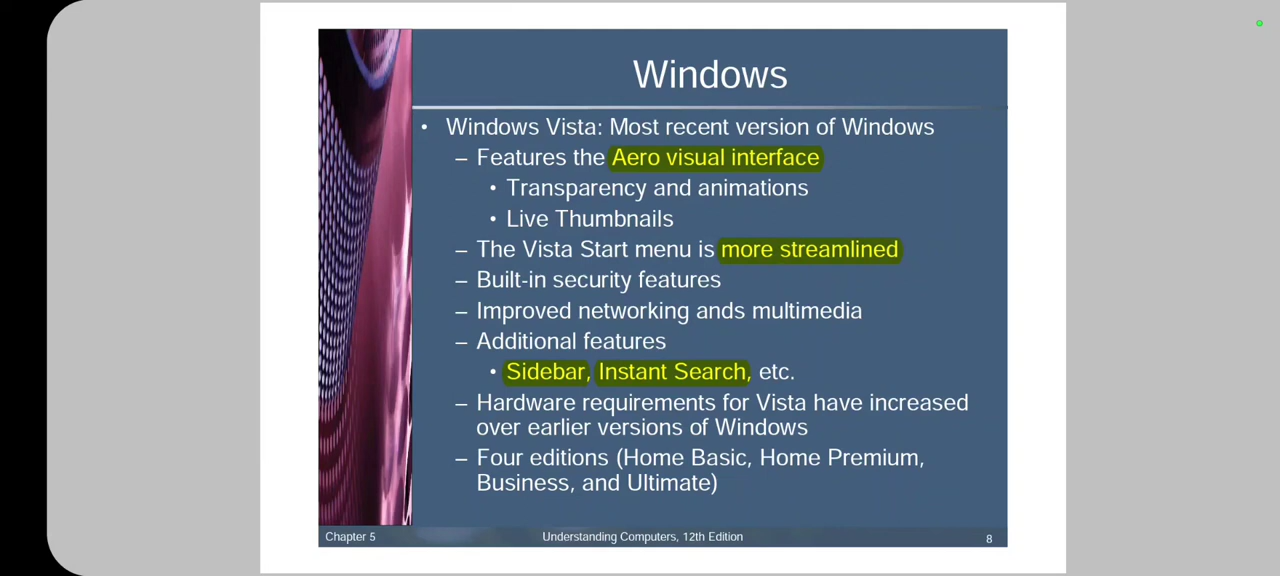 Windows
• Windows Vista: Most recent version of Windows
– Features the Aero visual interface
• Transparency and animations
• Live Thumbnails
– The Vista Start menu is more streamlined
– Built-in security features
– Improved networking ands multimedia
– Additional features
• Sidebar, Instant Search, etc.
– Hardware requirements for Vista have increased
over earlier versions of Windows
– Four editions (Home Basic, Home Premium,
Business, and Ultimate)
Chapter 5
Understanding Computers, 12th Edition
8